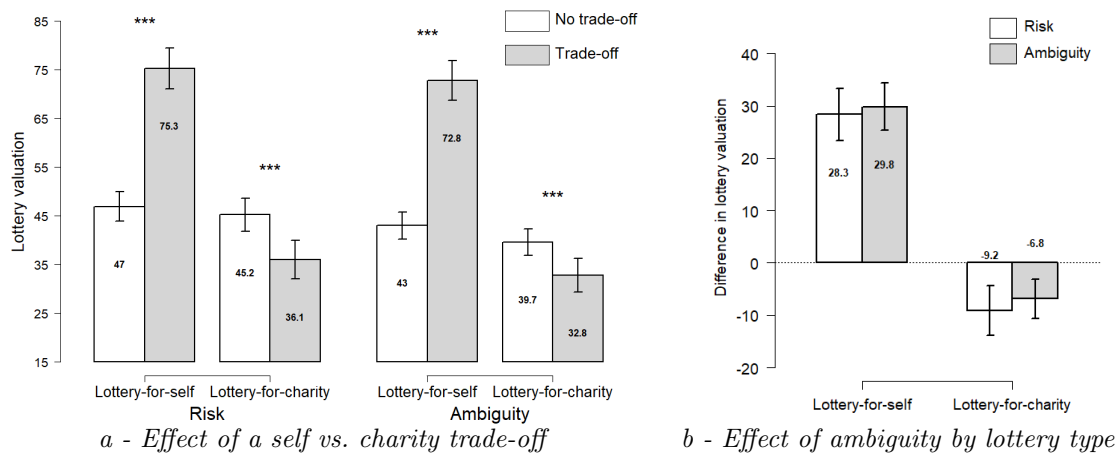 Lottery valuation
85
75
65
55
45
35
25
15
No trade-off
Trade-off
***
***
***
***
47
75.3
45.2
36.1
43
72.8
39.7
32.8
Lottery-for-self Lottery-for-charity Lottery-for-self Lottery-for-charity
Risk Ambiguity
a - Effect of a self vs. charity trade-off
Difference in lottery valuation
40
30
20
10
0
-10
-20
Risk
Ambiguity
28.3
29.8
-9.2
-6.8
Lottery-for-self Lottery-for-charity
b - Effect of ambiguity by lottery type